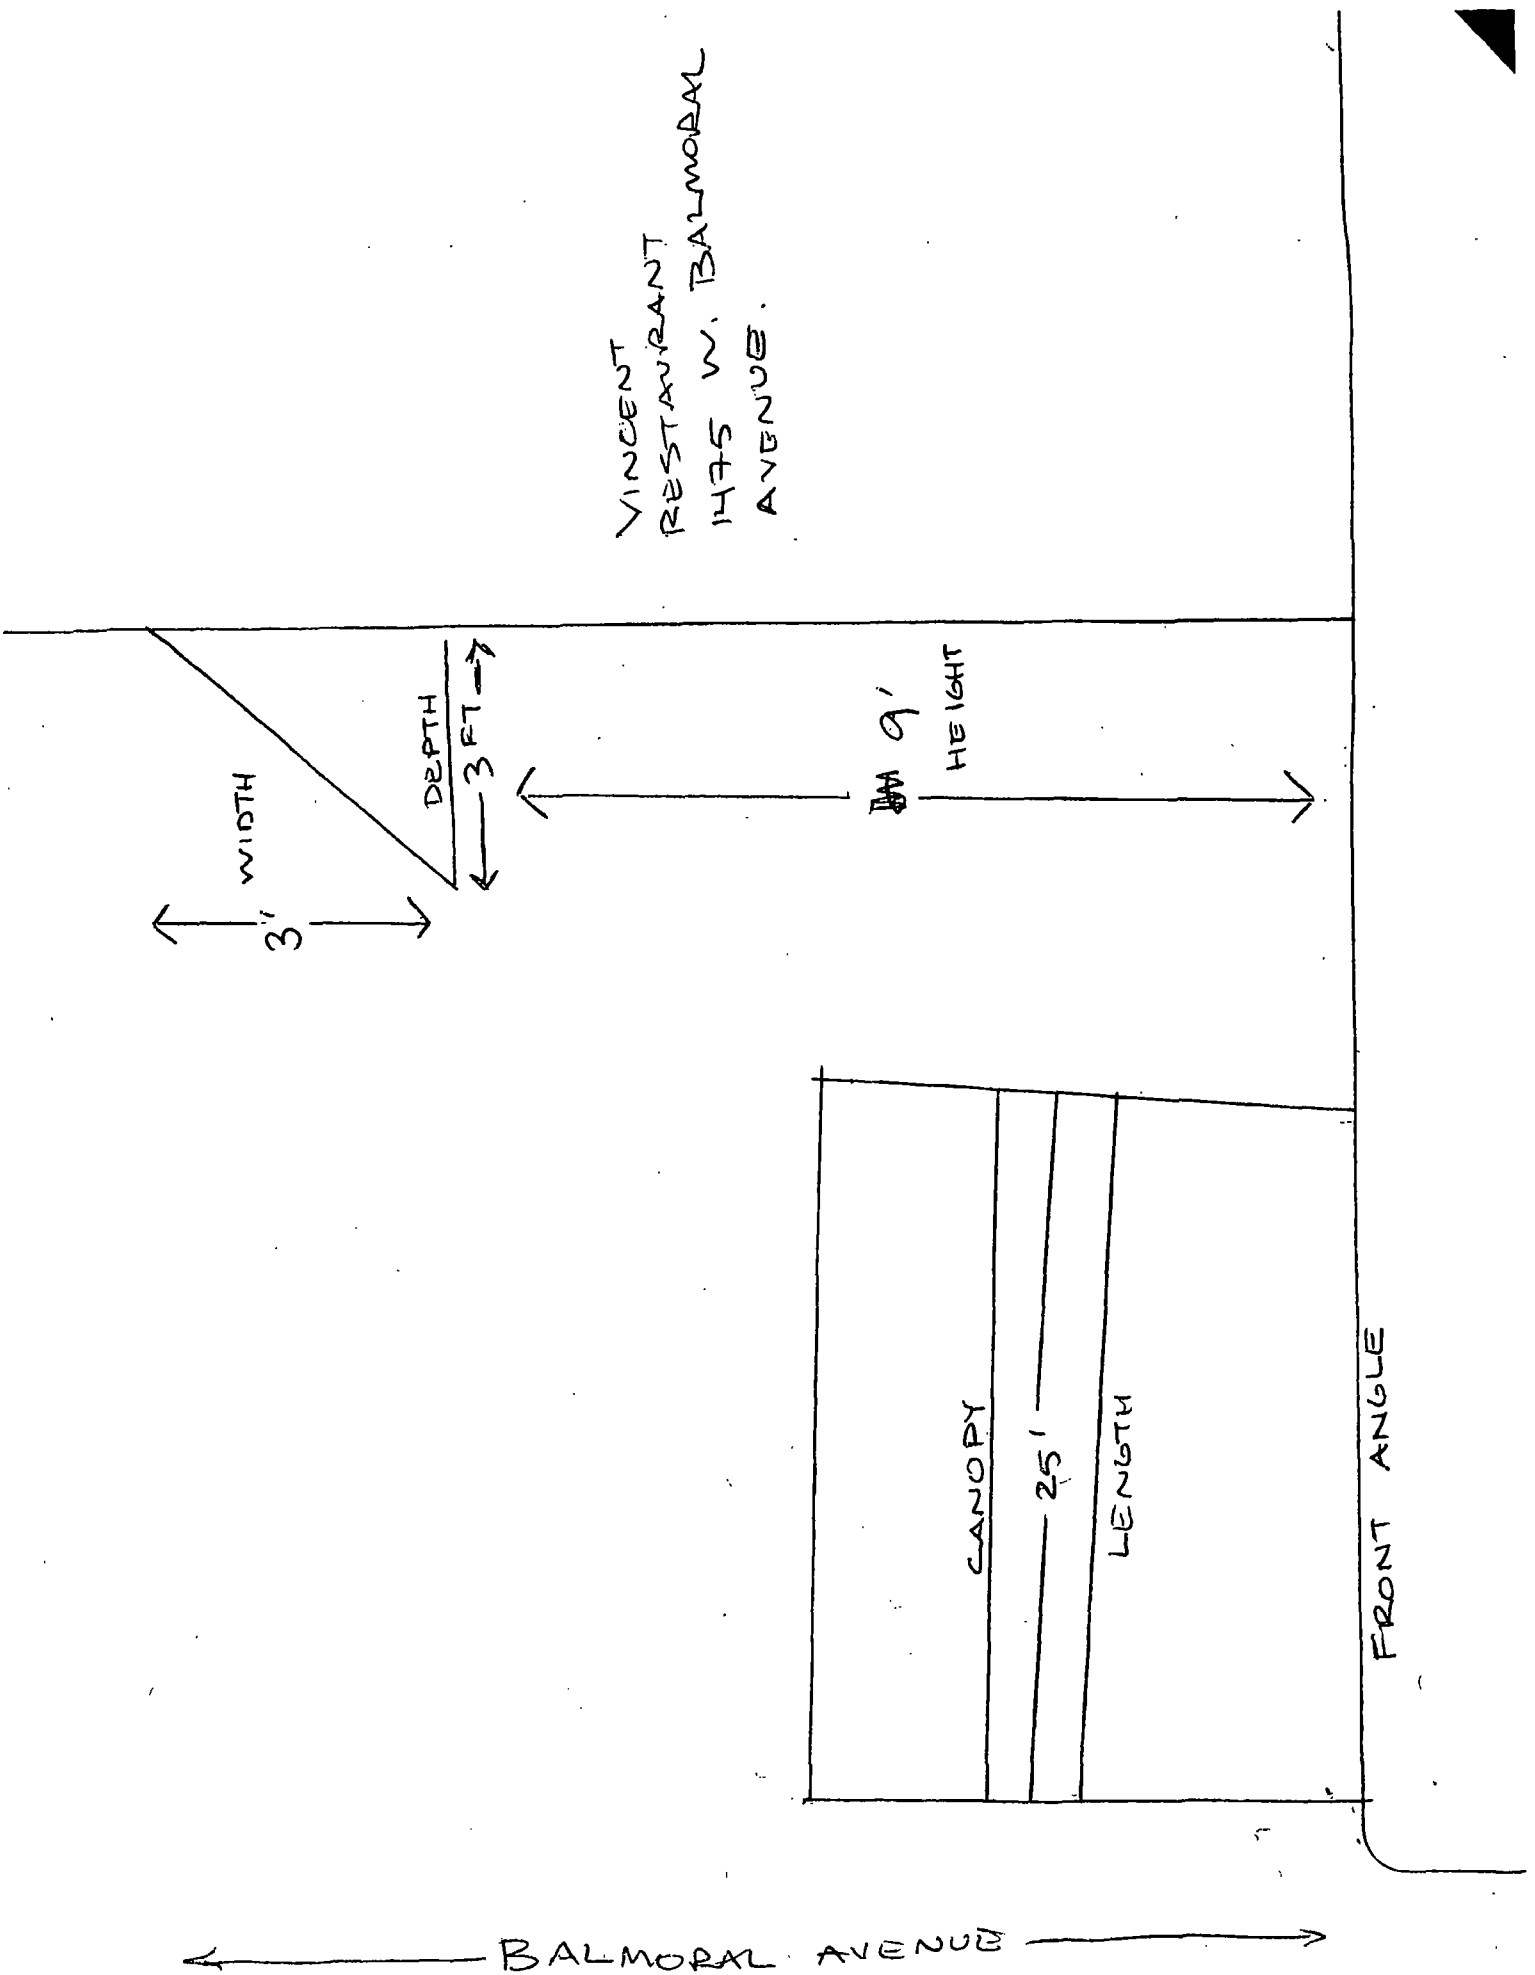 VINCENT
RESTAURANT
1475 W. BALMORAL
AVENUE.
WIDTH
3'
DEPTH
3 FT
9'
HEIGHT
CANOPY
25'
LENGTH
FRONT ANGLE
BALMORAL AVENUE